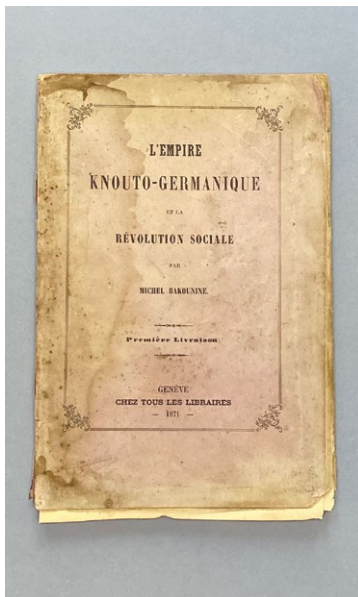 L'EMPIRE
KNOUTO-GERMANIQUE
ET LA
RÉVOLUTION SOCIALE
PAR
MICHEL BAKOUNINE.
Première Livraison
GENÈVE
CHEZ TOUS LES LIBRAIRES
— 1871 —